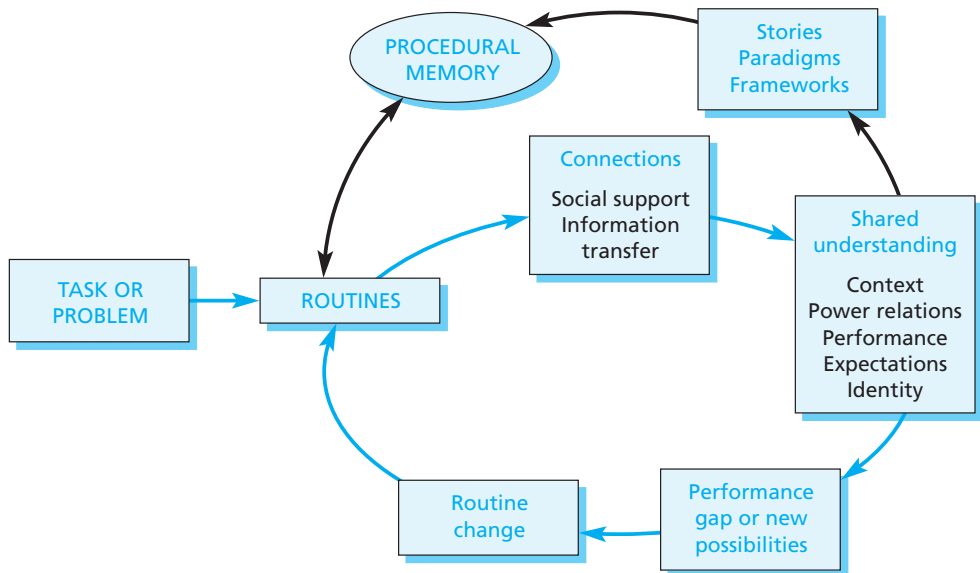 PROCEDURAL
MEMORY
Stories
Paradigms
Frameworks
Connections
Social support
Information
transfer
Shared
understanding
Context
Power relations
Performance
Expectations
Identity
TASK OR
PROBLEM
ROUTINES
Routine
change
Performance
gap or new
possibilities